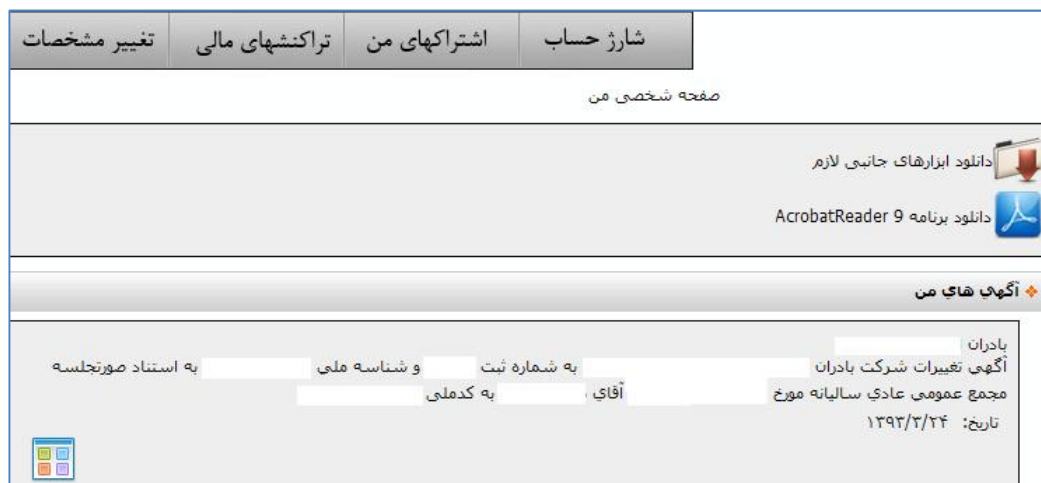 شارژ حساب
اشتراکهای من
تراکنشهای مالی
تغییر مشخصات
صفحه شخصی من
دانلود ابزارهای جانبی لازم
دانلود برنامه AcrobatReader 9
آگهي هاي من
بادران
آگهی تغییرات شرکت بادران به شماره ثبت و شناسه ملی به استناد صورتجلسه
مجمع عمومی عادي ساليانه مورخ آقاي به کدملی
تاریخ: ۱۳۹۳/۳/۲۴